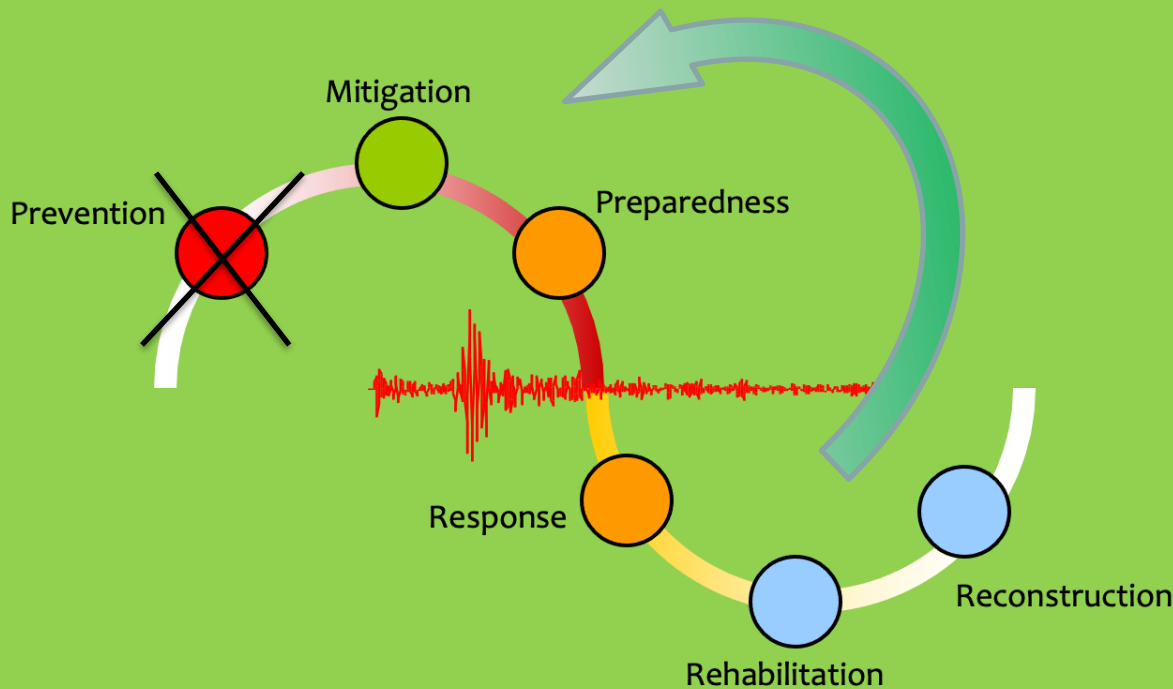 Mitigation
Prevention
Preparedness
Response
Rehabilitation
Reconstruction